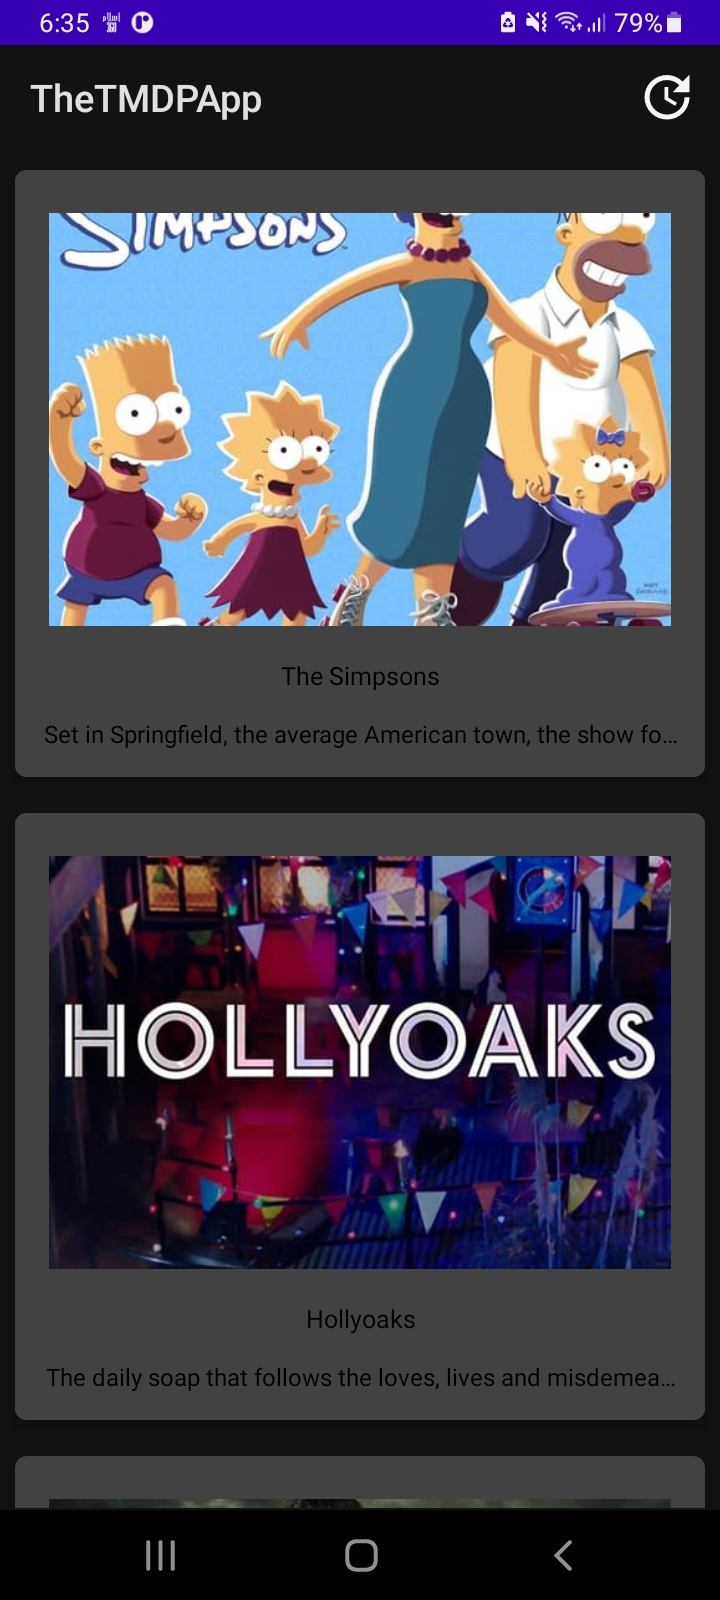 6:35
79%
TheTMDPApp
SIMPSONS
The Simpsons
Set in Springfield, the average American town, the show fo…
HOLLYOAKS
Hollyoaks
The daily soap that follows the loves, lives and misdemea…